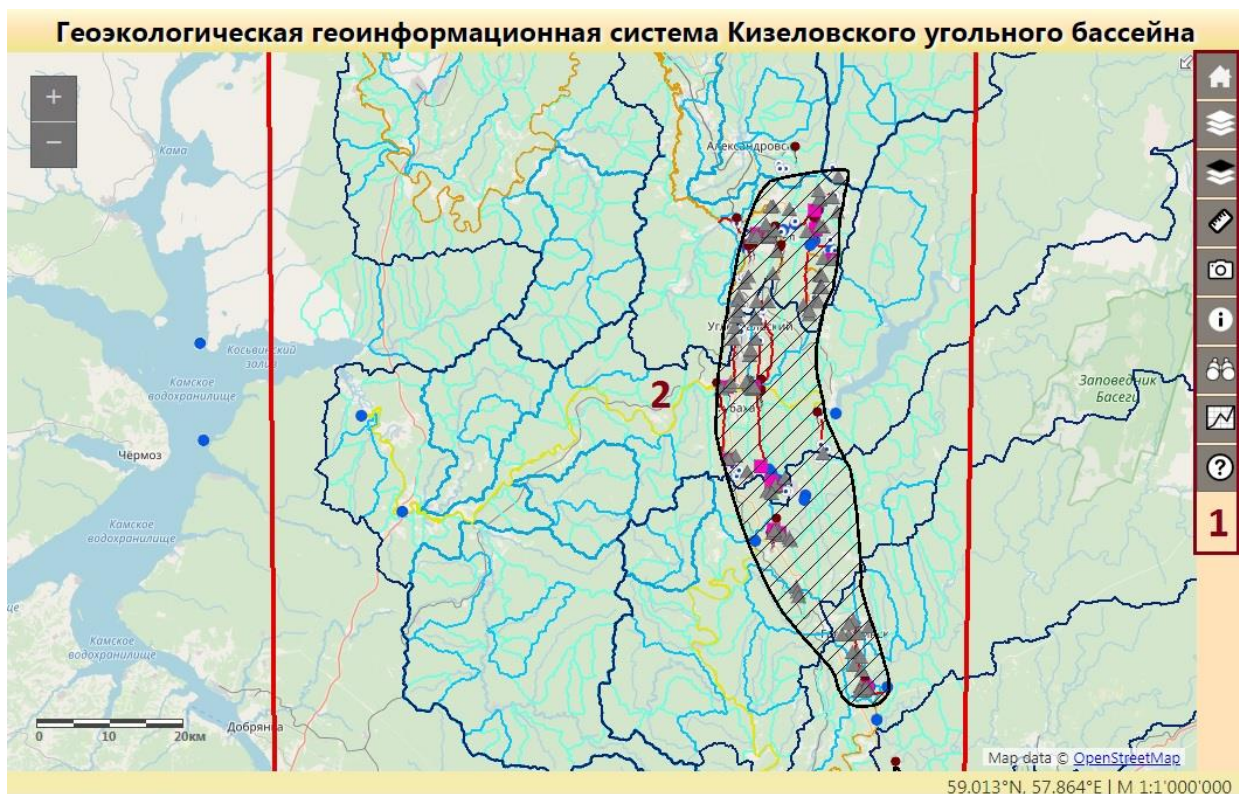 Геоэкологическая геоинформационная система Кизеловского угольного бассейна
+
−
Кама
Александровск
Косьвинский
залив
Камское
водохранилище
2
Заповедник
Басеги
Чёрмоз
Камское
водохранилище
1
Камское
водохранилище
Добрянка
0 10 20км
Map data © OpenStreetMap
59.013°N, 57.864°E | M 1:1'000'000